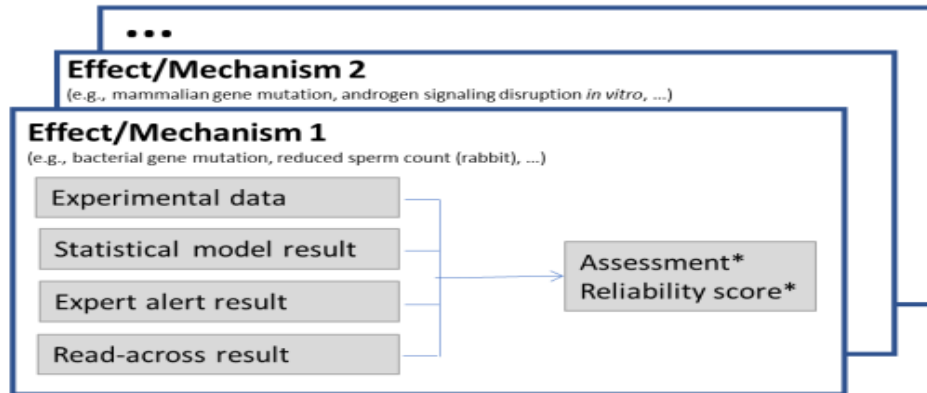 ...
Effect/Mechanism 2
(e.g., mammalian gene mutation, androgen signaling disruption in vitro, ...)
Effect/Mechanism 1
(e.g., bacterial gene mutation, reduced sperm count (rabbit), ...)
Experimental data
Statistical model result
Expert alert result
Read-across result
Assessment*
Reliability score*